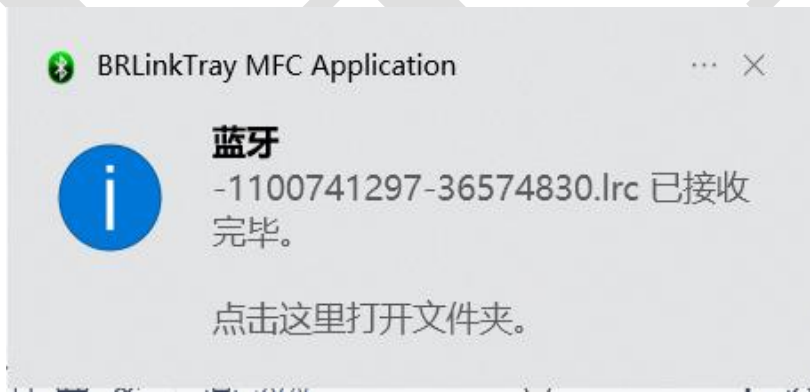 BRLinkTray MFC Application
蓝牙
-1100741297-36574830.lrc 已接收
完毕。
点击这里打开文件夹。